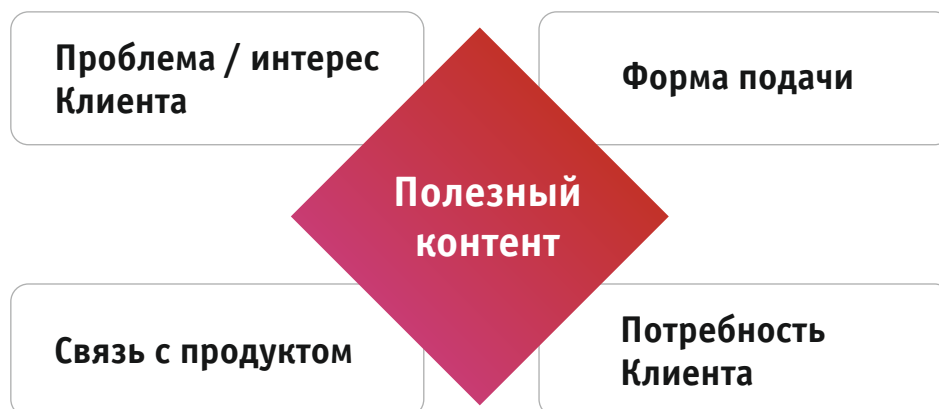 Проблема / интерес
Клиента
Форма подачи
Полезный
контент
Связь с продуктом
Потребность
Клиента